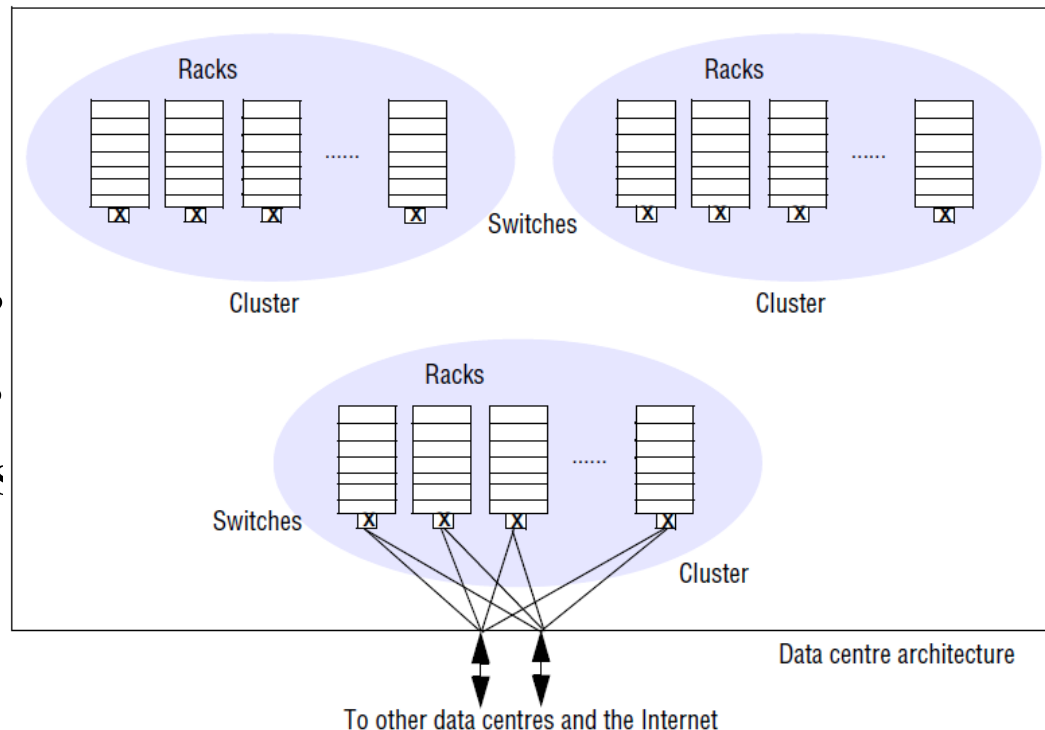 Racks
Racks
......
......
X X X X
X X X X
Switches
Cluster
Cluster
Racks
......
X X X X
Switches
Cluster
Data centre architecture
To other data centres and the Internet